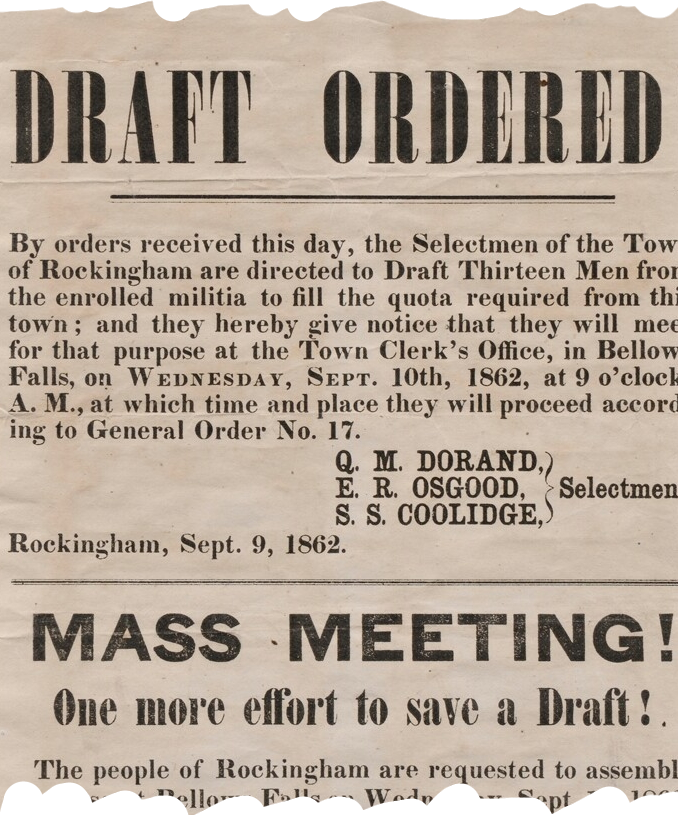 DRAFT ORDERED
By orders received this day, the Selectmen of the Tow
of Rockingham are directed to Draft Thirteen Men fror
the enrolled militia to fill the quota required from thi
town; and they hereby give notice that they will mee
for that purpose at the Town Clerk's Office, in Bellow
Falls, on WEDNESDAY, SEPT. 10th, 1862, at 9 o'clock
A. M., at which time and place they will proceed accord
ing to General Order No. 17.
Q. M. DORAND,
E. R. OSGOOD, Selectmen
S. S. COOLIDGE,
Rockingham, Sept. 9, 1862.
MASS MEETING!
One more effort to save a Draft!
The people of Rockingham are requested to assembl
Falls on Sept